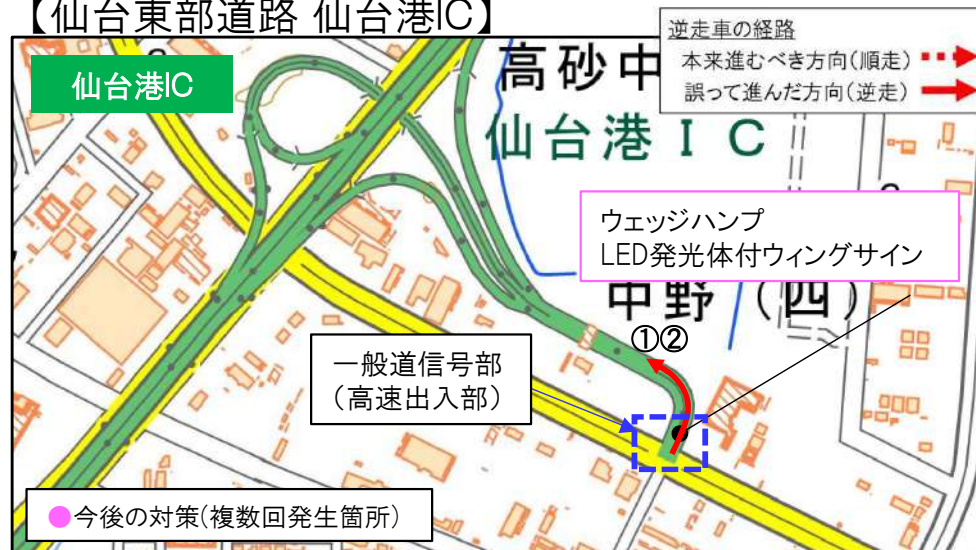 【仙台東部道路 仙台港IC】
逆走車の経路
本来進むべき方向(順走)
誤って進んだ方向(逆走)
仙台港IC
高砂中
仙台港IC
ウェッジハンプ
LED発光体付ウィングサイン
中野(四)
①②
一般道信号部
(高速出入部)
●今後の対策(複数回発生箇所)